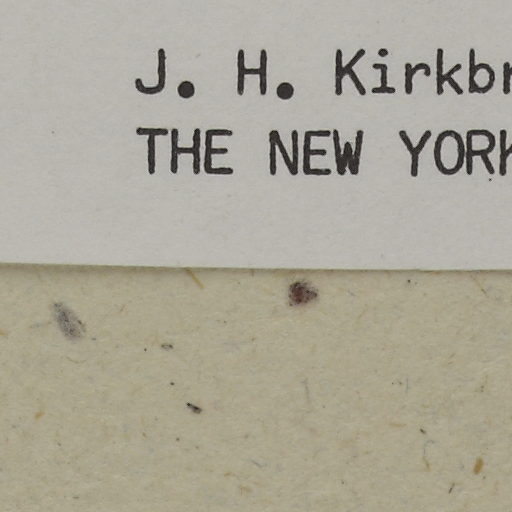 J. H. Kirkbr
THE NEW YORK